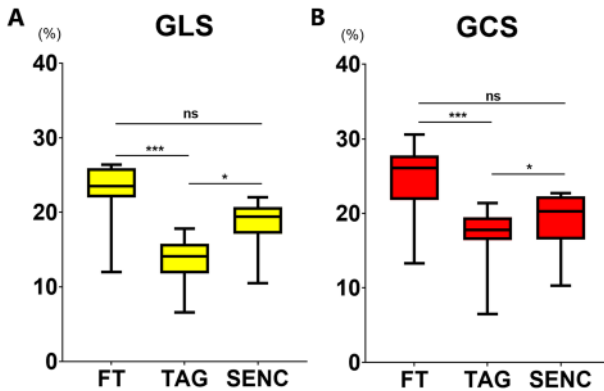 A
(%)
GLS
40
30
20
10
0
ns
***
*
FT TAG SENC
B
(%)
GCS
40
30
20
10
0
ns
***
*
FT TAG SENC